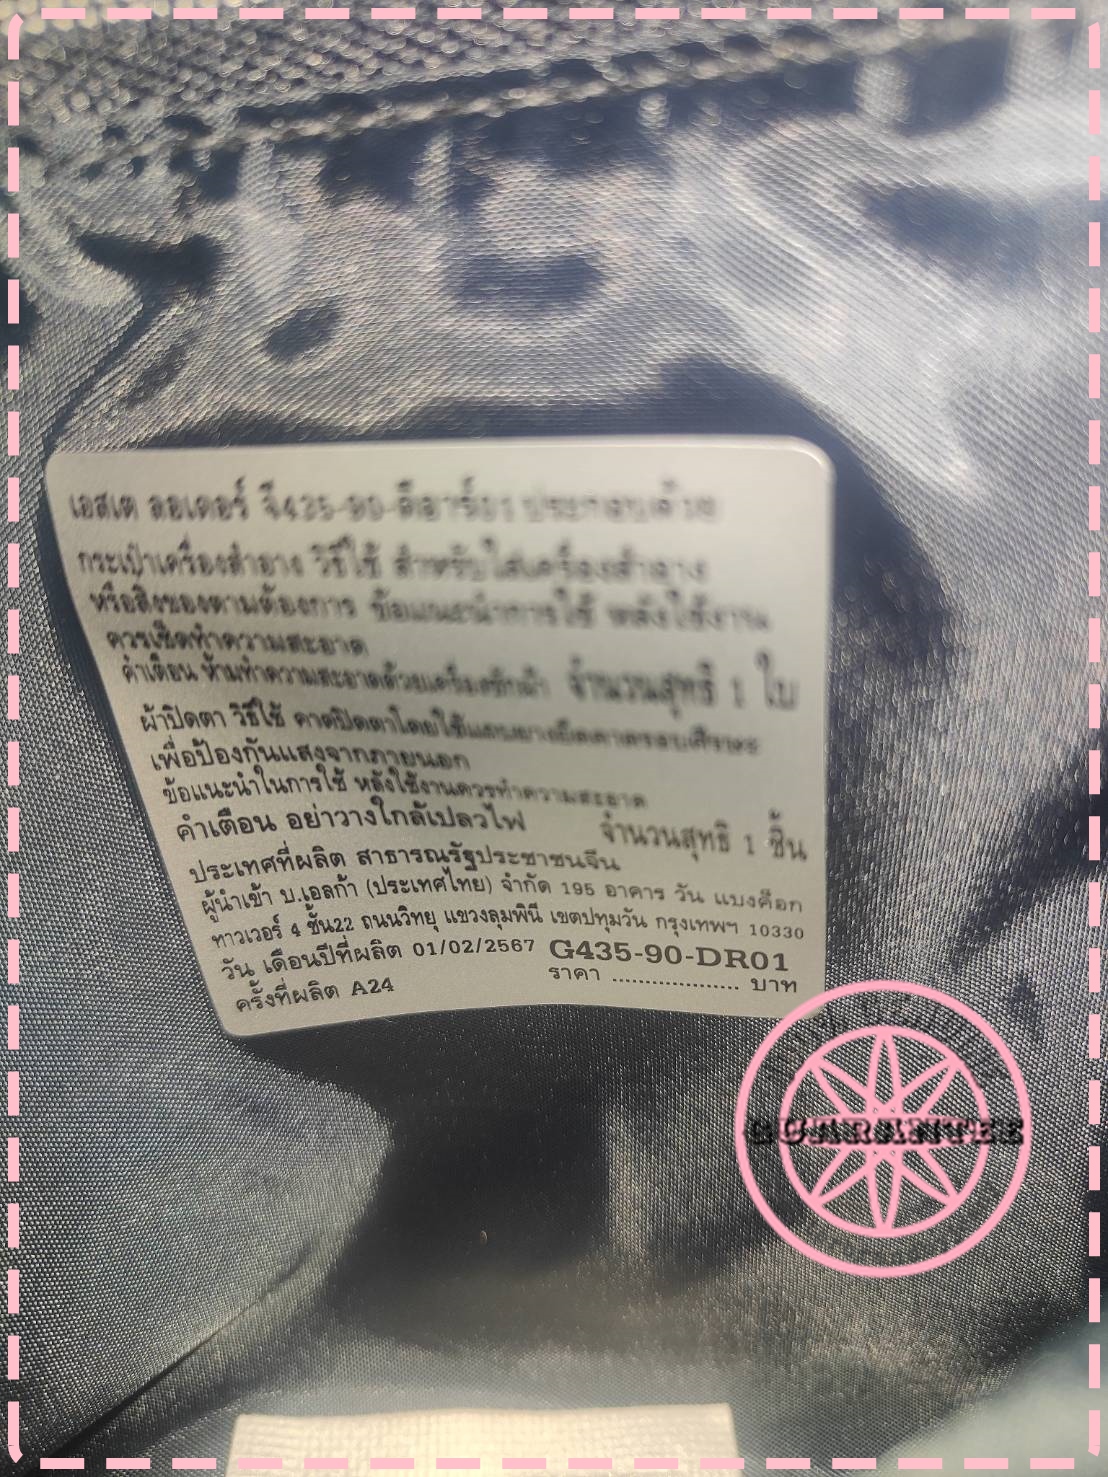 เอสเต ลอเดอร์ จี435-90-ดีอาร์01 ประกอบด้วย
กระเป๋าเครื่องสำอาง วิธีใช้ สำหรับใส่เครื่องสำอาง
หรือสิ่งของตามต้องการ ข้อแนะนำการใช้ หลังใช้งาน
ควรเช็ดทำความสะอาด
คำเตือน ห้ามทำความสะอาดด้วยเครื่องซักผ้า จำนวนสุทธิ 1 ใบ
ผ้าปิดตา วิธีใช้ คาดปิดตาโดยใช้แถบยางยืดคาดรอบศีรษะ
เพื่อป้องกันแสงจากภายนอก
ข้อแนะนำในการใช้ หลังใช้งานควรทำความสะอาด
คำเตือน อย่าวางใกล้เปลวไฟ จำนวนสุทธิ 1 ชิ้น
ประเทศที่ผลิต สาธารณรัฐประชาชนจีน
ผู้นำเข้า บ.เอลก้า (ประเทศไทย) จำกัด 195 อาคาร วัน แบงค็อก
ทาวเวอร์ 4 ชั้น22 ถนนวิทยุ แขวงลุมพินี เขตปทุมวัน กรุงเทพฯ 10330
วัน เดือนปีที่ผลิต 01/02/2567 G435-90-DR01
ครั้งที่ผลิต A24 ราคา .................. บาท
GUARANTEE